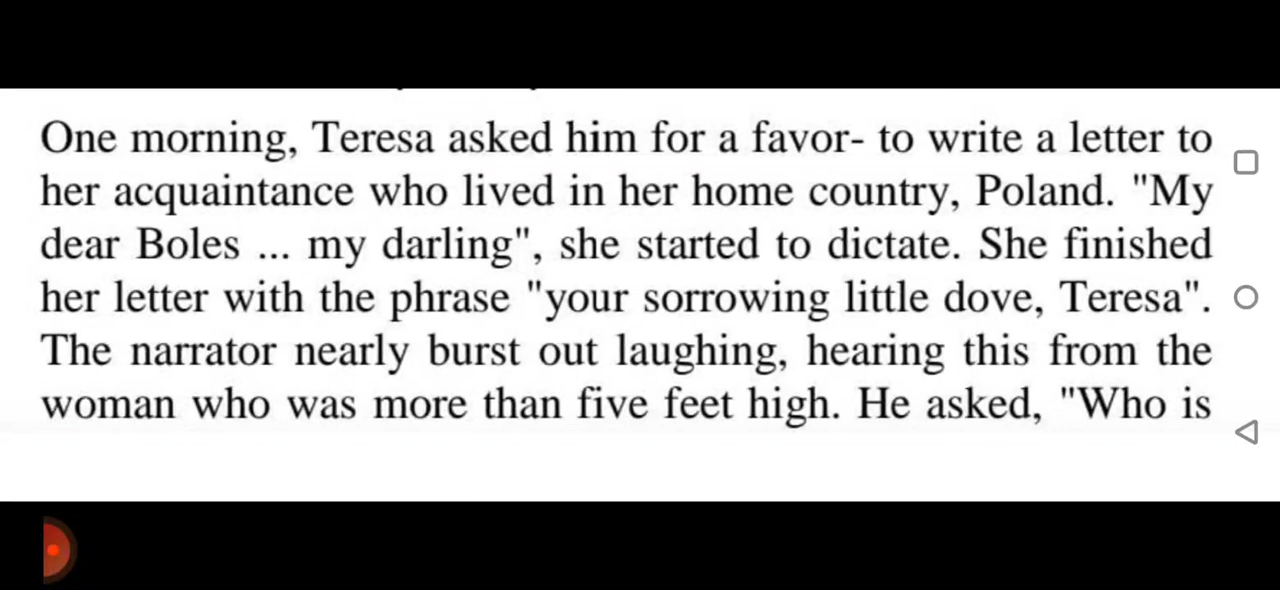 One morning, Teresa asked him for a favor- to write a letter to
her acquaintance who lived in her home country, Poland. "My
dear Boles ... my darling", she started to dictate. She finished
her letter with the phrase "your sorrowing little dove, Teresa".
The narrator nearly burst out laughing, hearing this from the
woman who was more than five feet high. He asked, "Who is